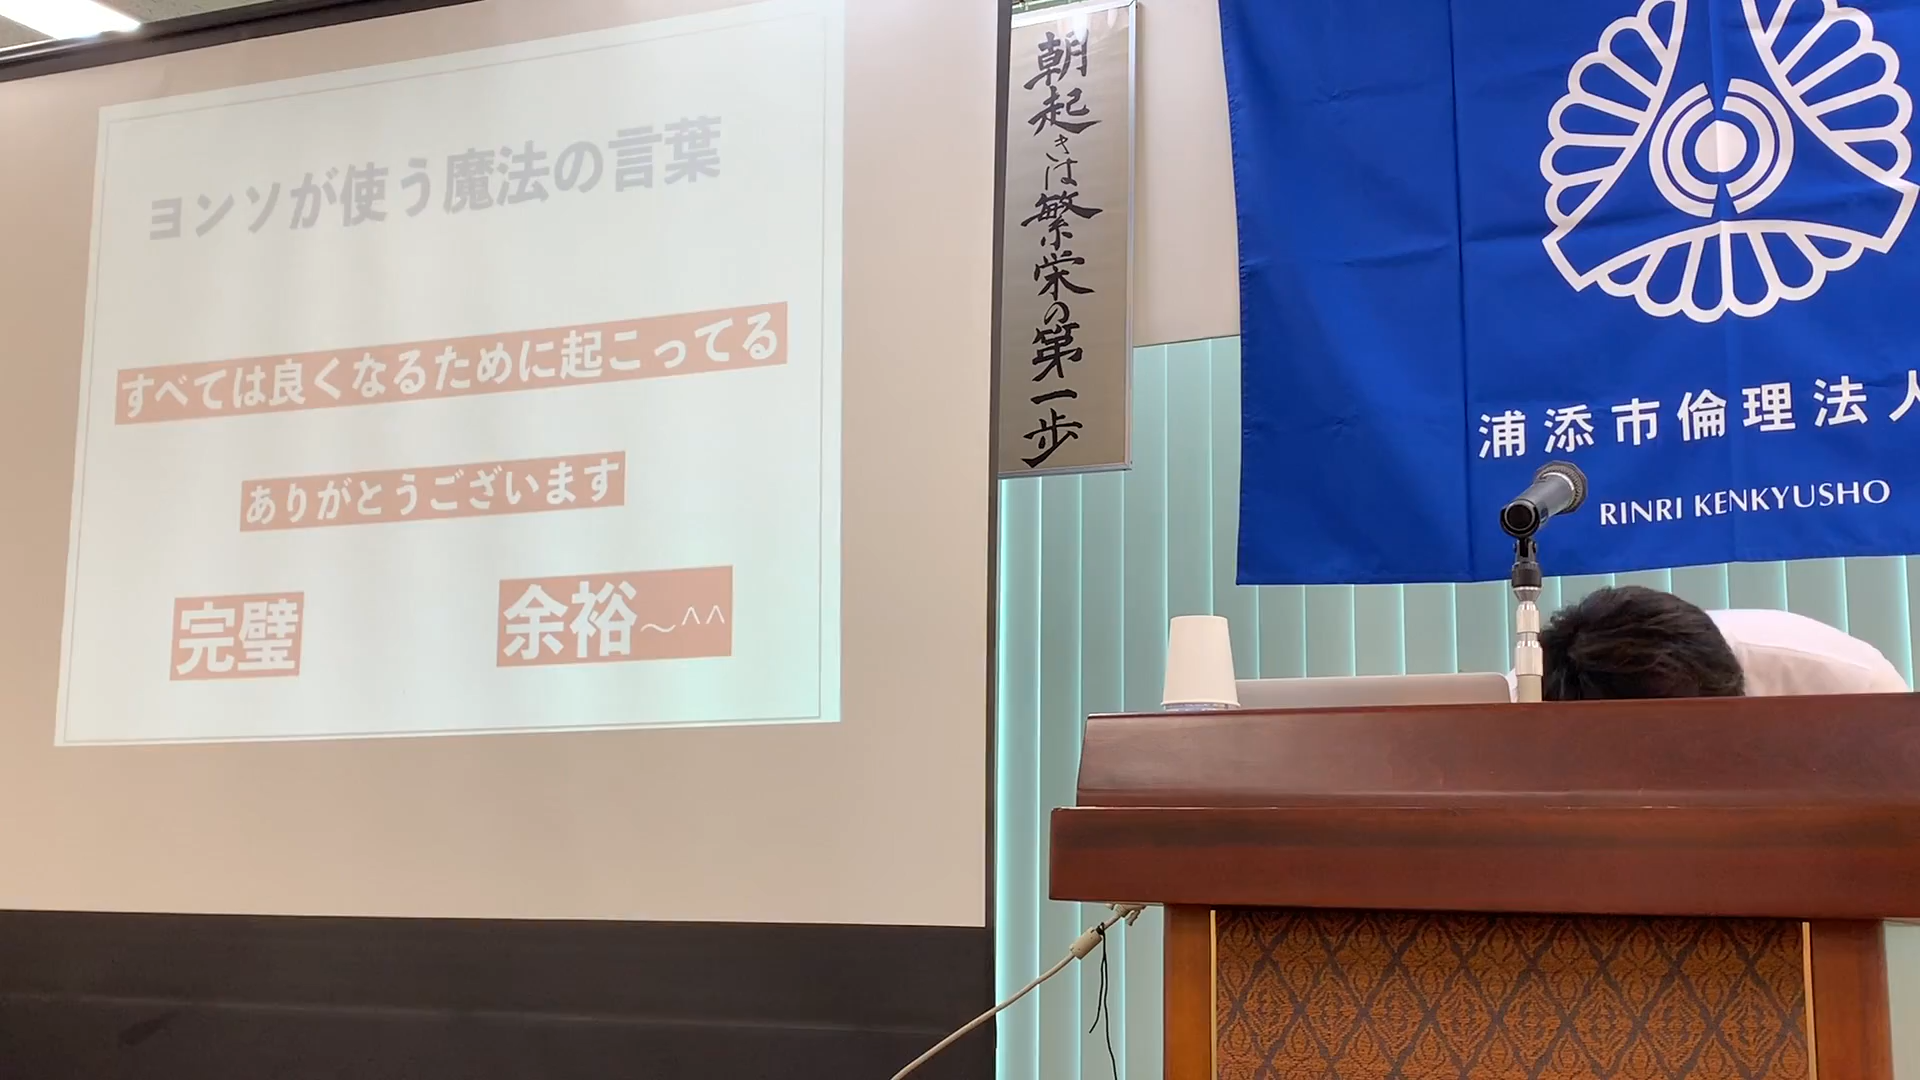 ヨンソが使う魔法の言葉
すべては良くなるために起こってる
ありがとうございます
完璧
余裕～^^
朝起きは繁栄の第一歩
浦添市倫理法人
RINRI KENKYUSHO